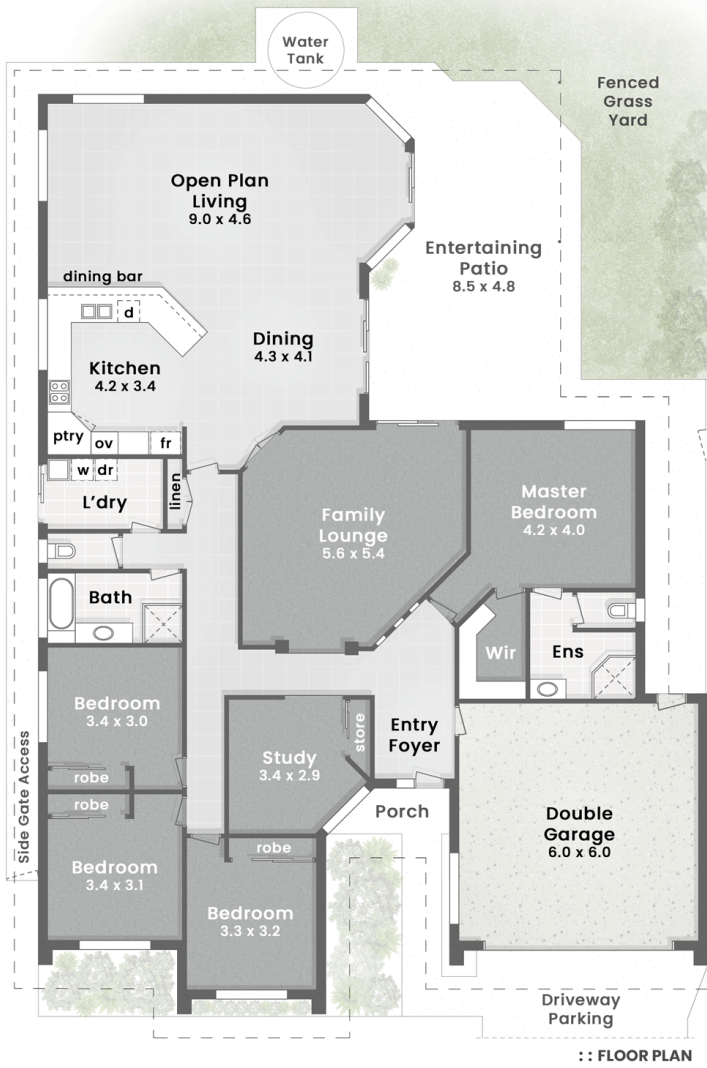 Water
Tank
Fenced
Grass
Yard
Open Plan
Living
9.0 x 4.6
Entertaining
Patio
8.5 x 4.8
dining bar
d
Dining
4.3 x 4.1
Kitchen
4.2 x 3.4
ptry
ov
fr
w
dr
linen
L'dry
Family
Lounge
5.6 x 5.4
Master
Bedroom
4.2 x 4.0
Bath
Wir
Ens
Bedroom
3.4 x 3.0
robe
robe
Bedroom
3.4 x 3.1
Side Gate Access
Study
3.4 x 2.9
store
Entry
Foyer
Porch
Double
Garage
6.0 x 6.0
robe
Bedroom
3.3 x 3.2
Driveway
Parking
:: FLOOR PLAN